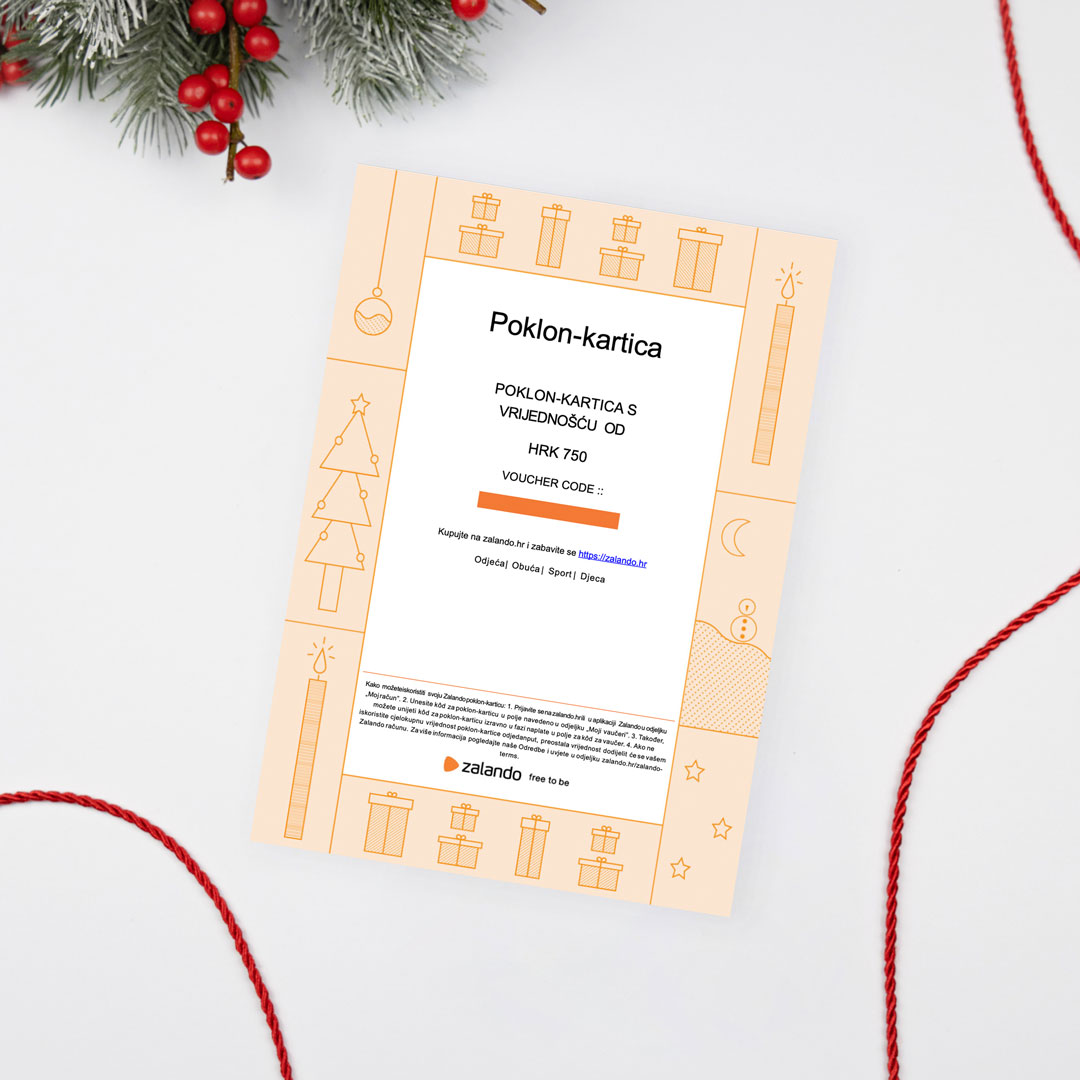 Poklon-kartica
POKLON-KARTICA S
VRIJEDNOŠĆU OD
HRK 750
VOUCHER CODE ::
Kupujte na zalando.hr i zabavite se https://zalando.hr
Odjeća| Obuća| Sport| Djeca
Kako možeteiskoristiti svoju Zalandopoklon-karticu: 1. Prijavite senazalando.hrili u aplikaciji Zalandou odjeljku
„Moj račun“. 2. Unesite kôd za poklon-karticu u polje navedeno u odjeljku „Moji vaučeri“. 3. Također,
možete unijeti kôd za poklon-karticu izravno u fazi naplate u polje za kôd za vaučer. 4. Ako ne
iskoristite cjelokupnu vrijednost poklon-kartice odjedanput, preostala vrijednost dodijelit će se vašem
Zalando računu. Za više informacija pogledajte naše Odredbe i uvjete u odjeljku zalando.hr/zalando-
terms.
zalando free to be